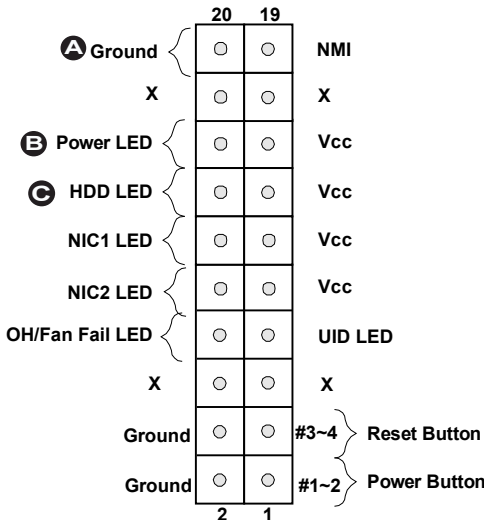 20 19
A Ground NMI
X X
B Power LED Vcc
C HDD LED Vcc
NIC1 LED Vcc
NIC2 LED Vcc
OH/Fan Fail LED UID LED
X X
Ground #3~4 Reset Button
Ground #1~2 Power Button
2 1